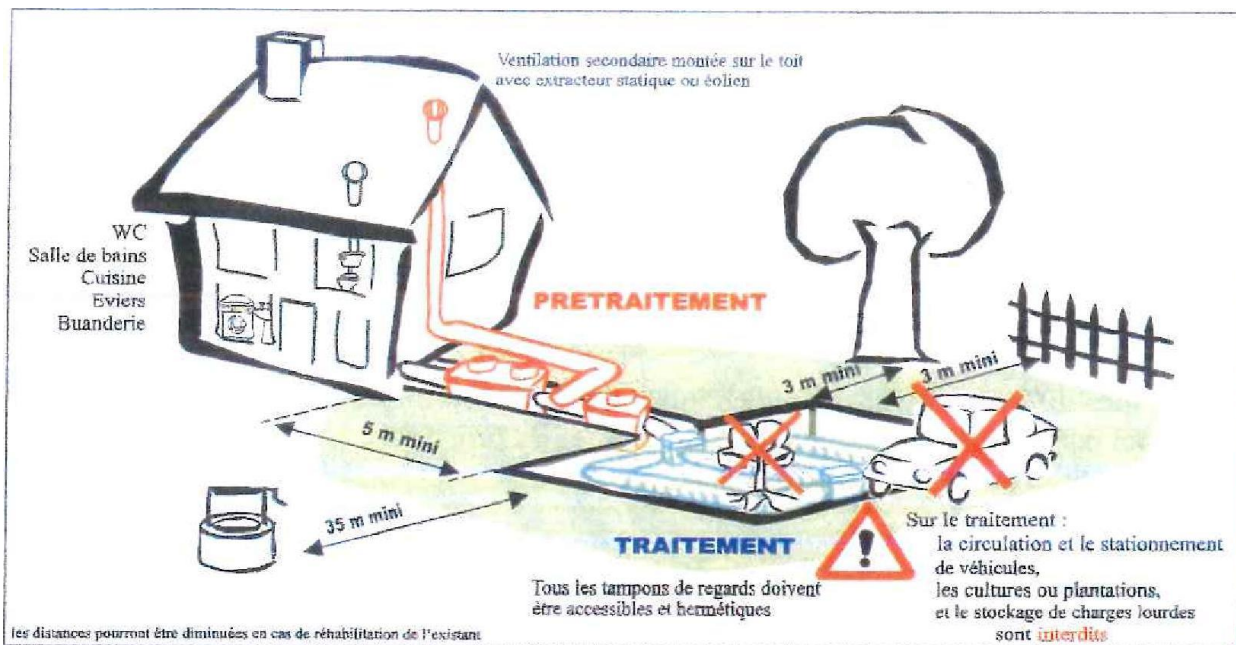 Ventilation secondaire montée sur le toit
avec extracteur statique ou éolien
WC
Salle de bains
Cuisine
Eviers
Buanderie
PRETRAITEMENT
3 m mini
3 m mini
5 m mini
35 m mini
TRAITEMENT
Tous les tampons de regards doivent
être accessibles et hermétiques
!
Sur le traitement :
la circulation et le stationnement
de véhicules,
les cultures ou plantations,
et le stockage de charges lourdes
sont interdits
les distances pourront être diminuées en cas de réhabilitation de l'existant